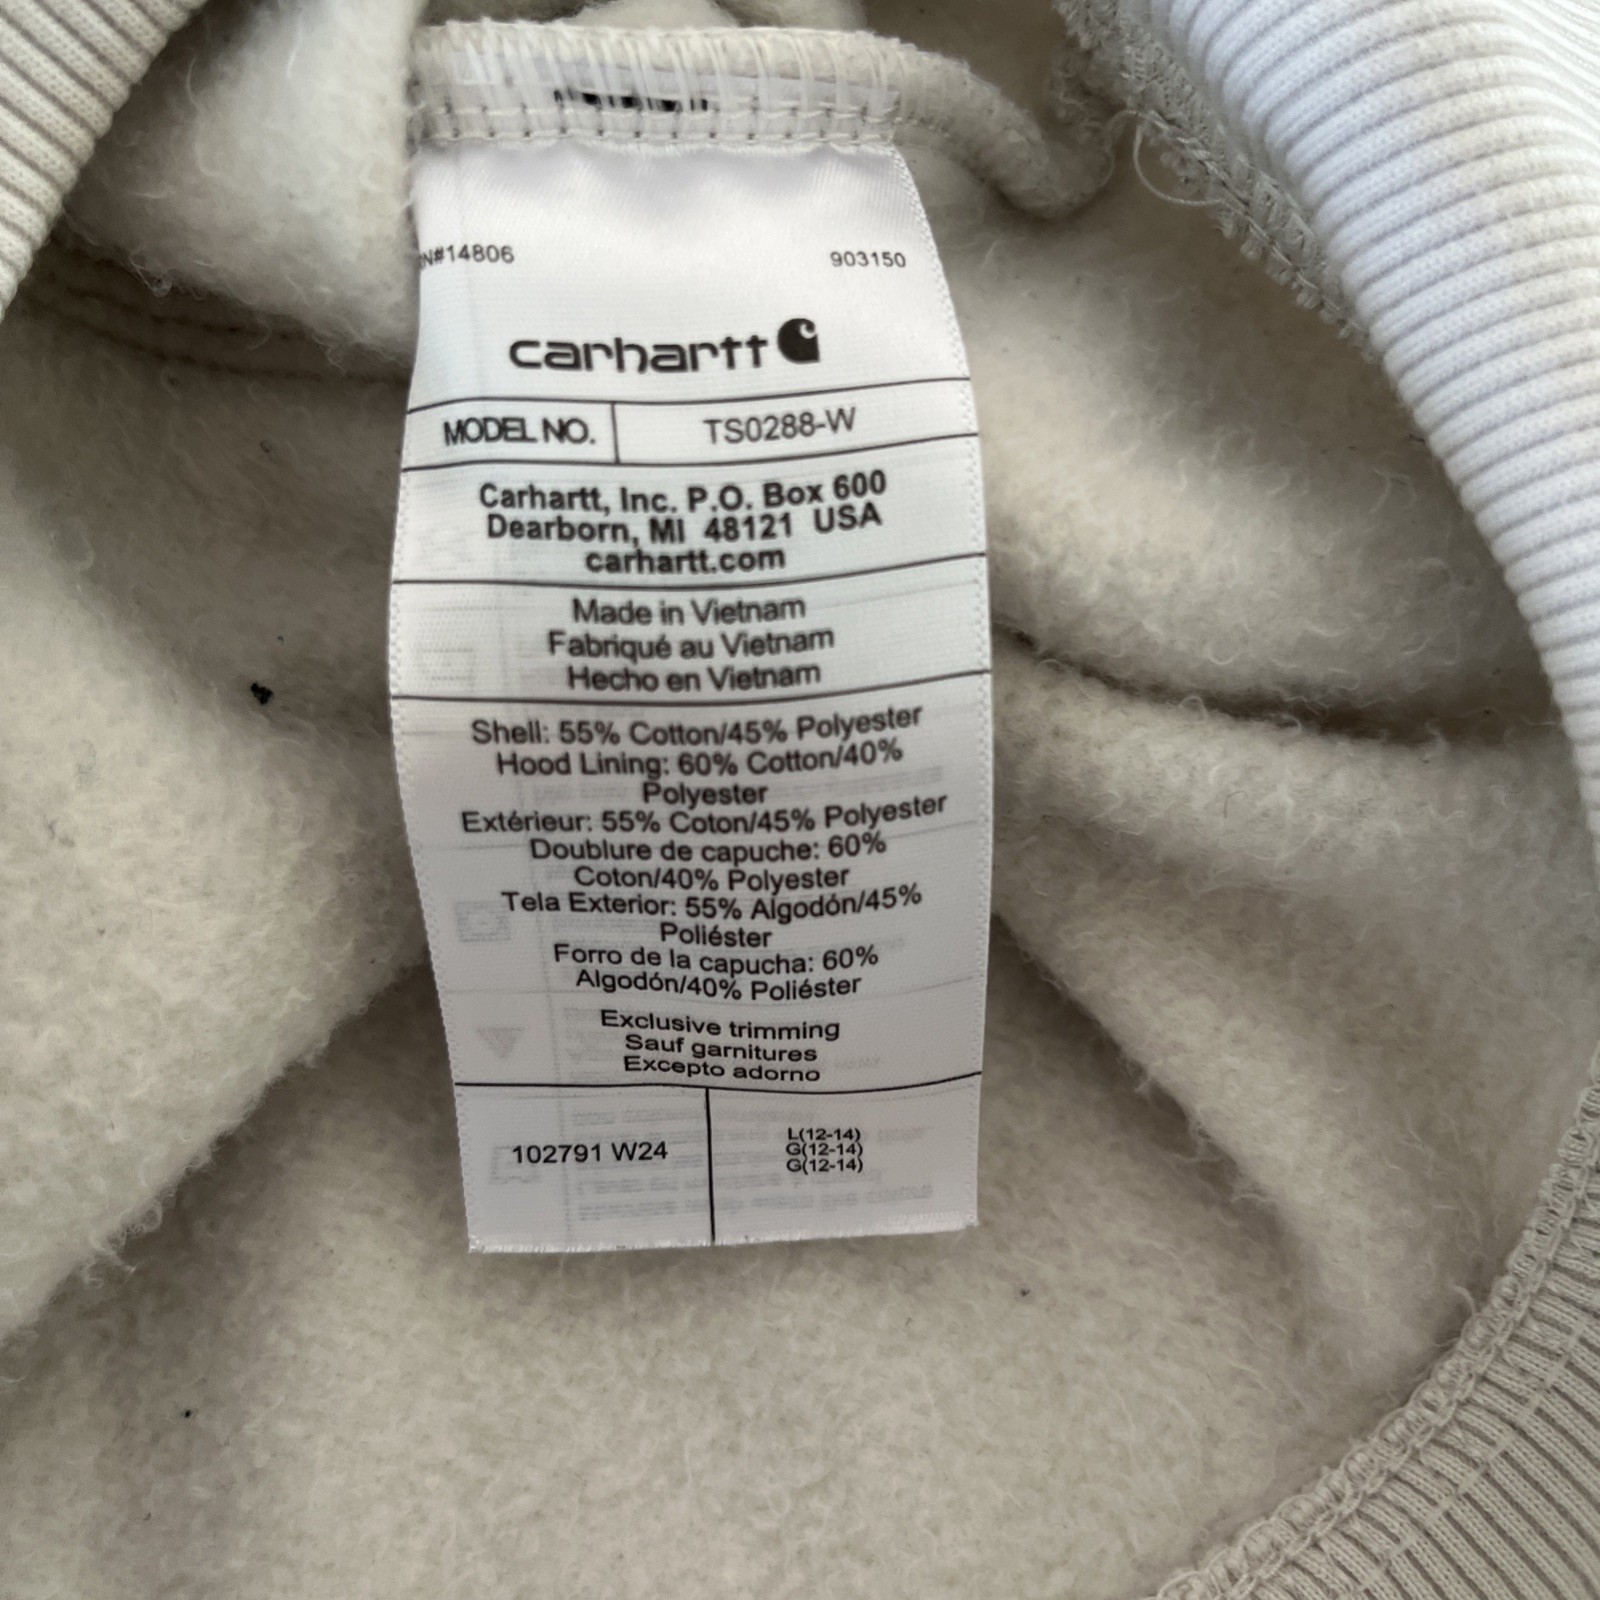 RN#14806 903150
carhartt
MODEL NO. TS0288-W
Carhartt, Inc. P.O. Box 600
Dearborn, MI 48121 USA
carhartt.com
Made in Vietnam
Fabriqué au Vietnam
Hecho en Vietnam
Shell: 55% Cotton/45% Polyester
Hood Lining: 60% Cotton/40%
Polyester
Extérieur: 55% Coton/45% Polyester
Doublure de capuche: 60%
Coton/40% Polyester
Tela Exterior: 55% Algodón/45%
Poliéster
Forro de la capucha: 60%
Algodón/40% Poliéster
Exclusive trimming
Sauf garnitures
Excepto adorno
102791 W24
L(12-14)
G(12-14)
G(12-14)